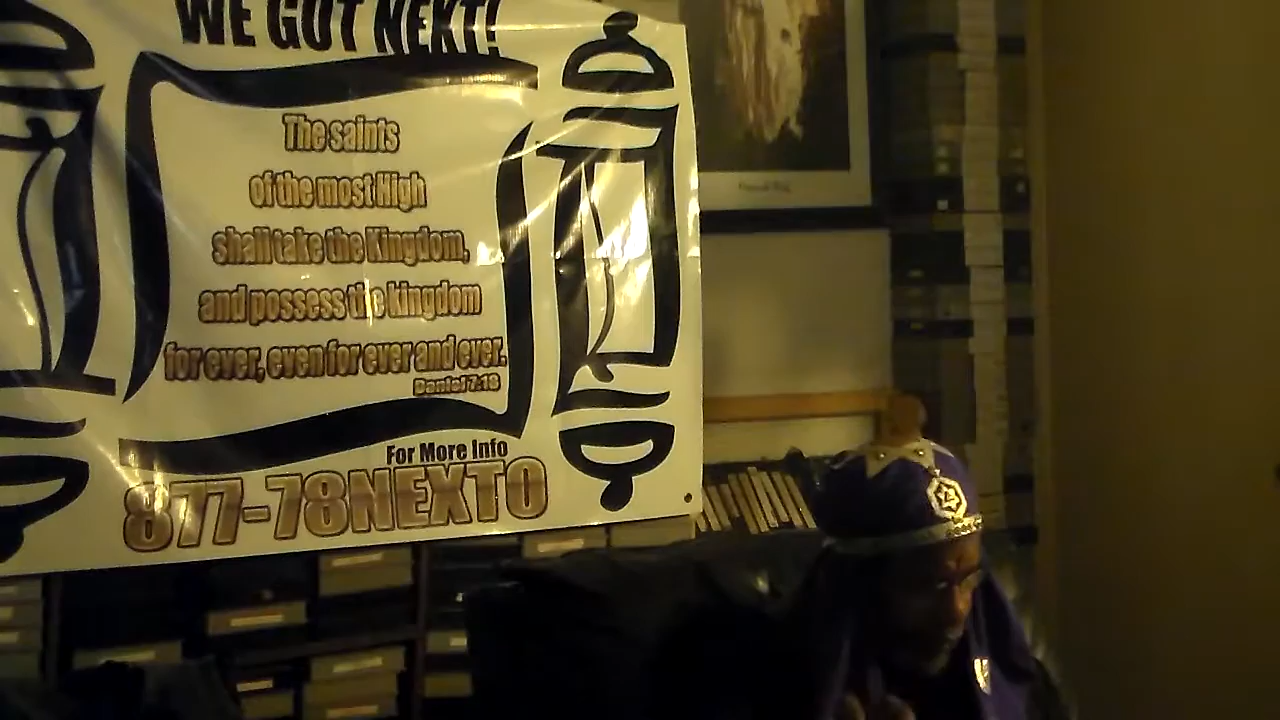 WE GOT NEXT!
The saints
of the most High
shall take the Kingdom,
and possess the kingdom
for ever, even for ever and ever.
Daniel 7:18
For More Info
877-78NEXT0